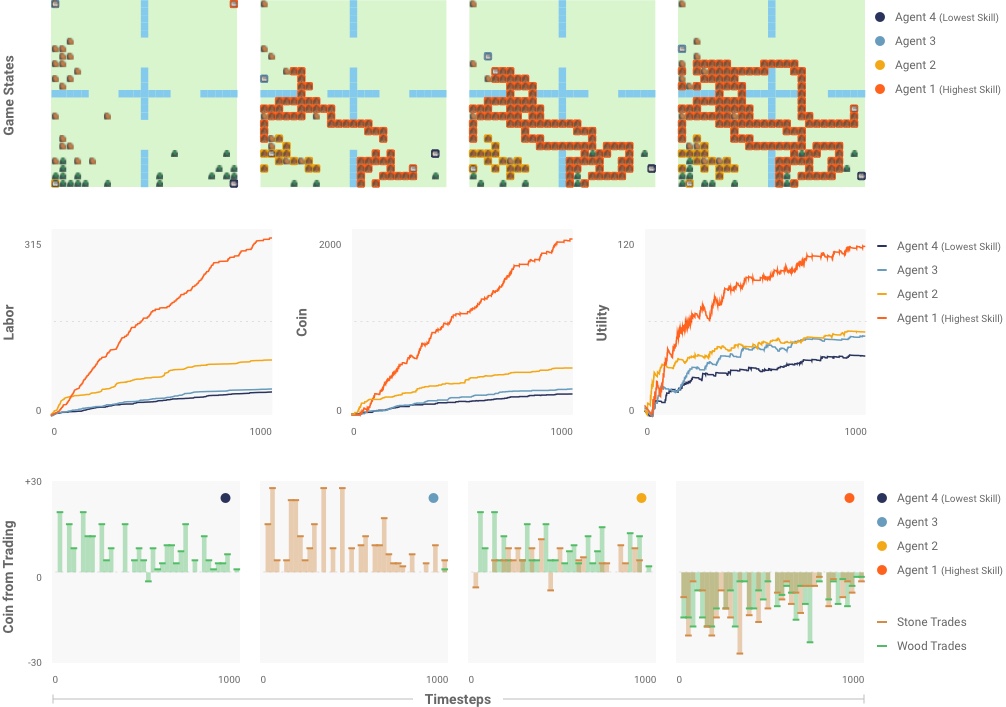 Game States
Agent 4 (Lowest Skill)
Agent 3
Agent 2
Agent 1 (Highest Skill)
Labor
315
0
0
1000
Coin
2000
0
0
1000
Utility
120
0
0
1000
Agent 4 (Lowest Skill)
Agent 3
Agent 2
Agent 1 (Highest Skill)
Coin from Trading
+30
0
-30
0
1000
0
1000
0
1000
0
1000
Agent 4 (Lowest Skill)
Agent 3
Agent 2
Agent 1 (Highest Skill)
Stone Trades
Wood Trades
Timesteps